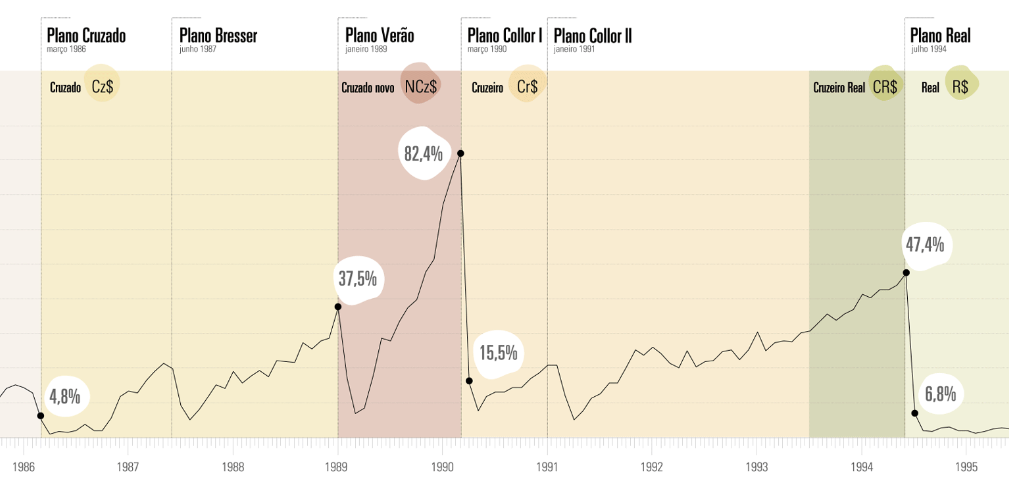 Plano Cruzado
março 1986
Plano Bresser
junho 1987
Plano Verão
janeiro 1989
Plano Collor I
março 1990
Plano Collor II
janeiro 1991
Plano Real
julho 1994
Cruzado Cz$
Cruzado novo NCz$
Cruzeiro Cr$
Cruzeiro Real CR$
Real R$
82,4%
47,4%
37,5%
15,5%
4,8%
6,8%
1986 1987 1988 1989 1990 1991 1992 1993 1994 1995